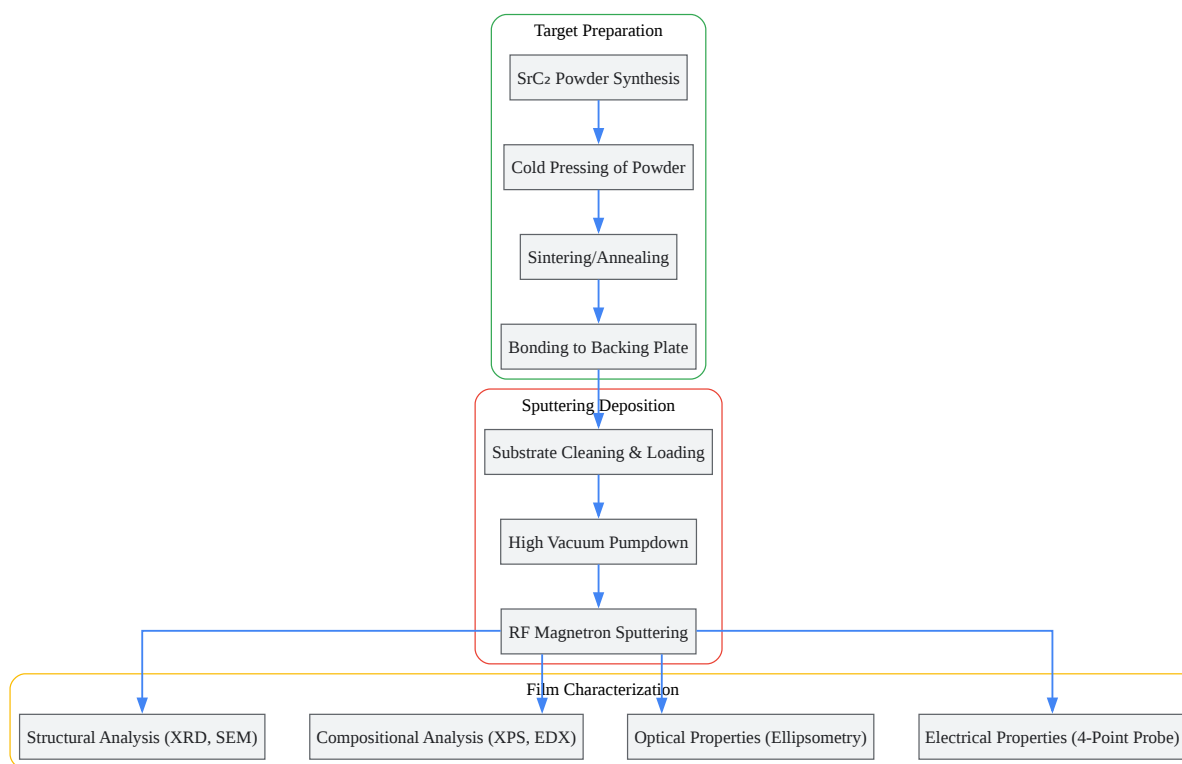 Target Preparation
SrC₂ Powder Synthesis
Cold Pressing of Powder
Sintering/Annealing
Bonding to Backing Plate
Sputtering Deposition
Substrate Cleaning & Loading
High Vacuum Pumpdown
RF Magnetron Sputtering
Film Characterization
Structural Analysis (XRD, SEM)
Compositional Analysis (XPS, EDX)
Optical Properties (Ellipsometry)
Electrical Properties (4-Point Probe)